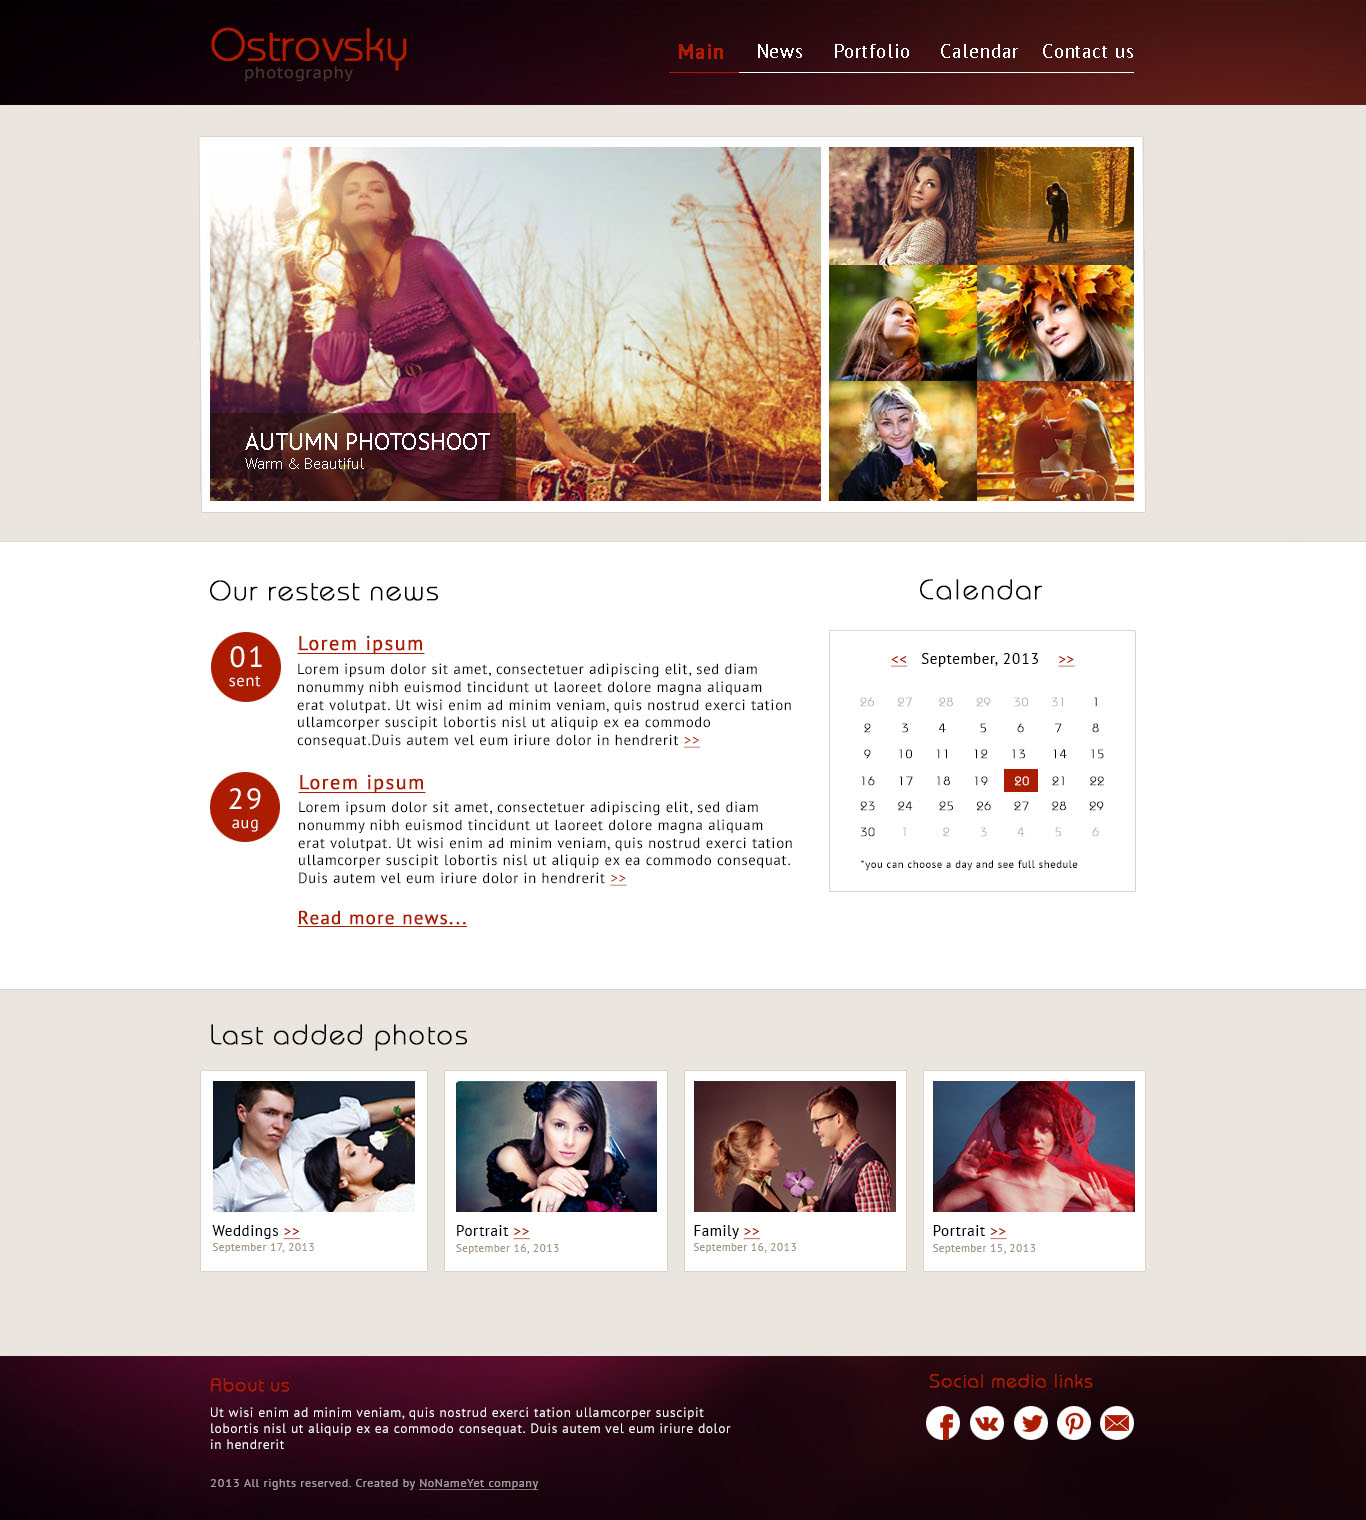 Ostrovsky
photography
Main News Portfolio Calendar Contact us
AUTUMN PHOTOSHOOT
Warm & Beautiful
Our restest news
01
sent
Lorem ipsum
Lorem ipsum dolor sit amet, consectetuer adipiscing elit, sed diam
nonummy nibh euismod tincidunt ut laoreet dolore magna aliquam
erat volutpat. Ut wisi enim ad minim veniam, quis nostrud exerci tation
ullamcorper suscipit lobortis nisl ut aliquip ex ea commodo
consequat.Duis autem vel eum iriure dolor in hendrerit >>
29
aug
Lorem ipsum
Lorem ipsum dolor sit amet, consectetuer adipiscing elit, sed diam
nonummy nibh euismod tincidunt ut laoreet dolore magna aliquam
erat volutpat. Ut wisi enim ad minim veniam, quis nostrud exerci tation
ullamcorper suscipit lobortis nisl ut aliquip ex ea commodo consequat.
Duis autem vel eum iriure dolor in hendrerit >>
Read more news...
Calendar
<< September, 2013 >>
26 27 28 29 30 31 1
2 3 4 5 6 7 8
9 10 11 12 13 14 15
16 17 18 19 20 21 22
23 24 25 26 27 28 29
30 1 2 3 4 5 6
*you can choose a day and see full shedule
Last added photos
Weddings >>
September 17, 2013
Portrait >>
September 16, 2013
Family >>
September 16, 2013
Portrait >>
September 15, 2013
About us
Ut wisi enim ad minim veniam, quis nostrud exerci tation ullamcorper suscipit
lobortis nisl ut aliquip ex ea commodo consequat. Duis autem vel eum iriure dolor
in hendrerit
2013 All rights reserved. Created by NoNameYet company
Social media links